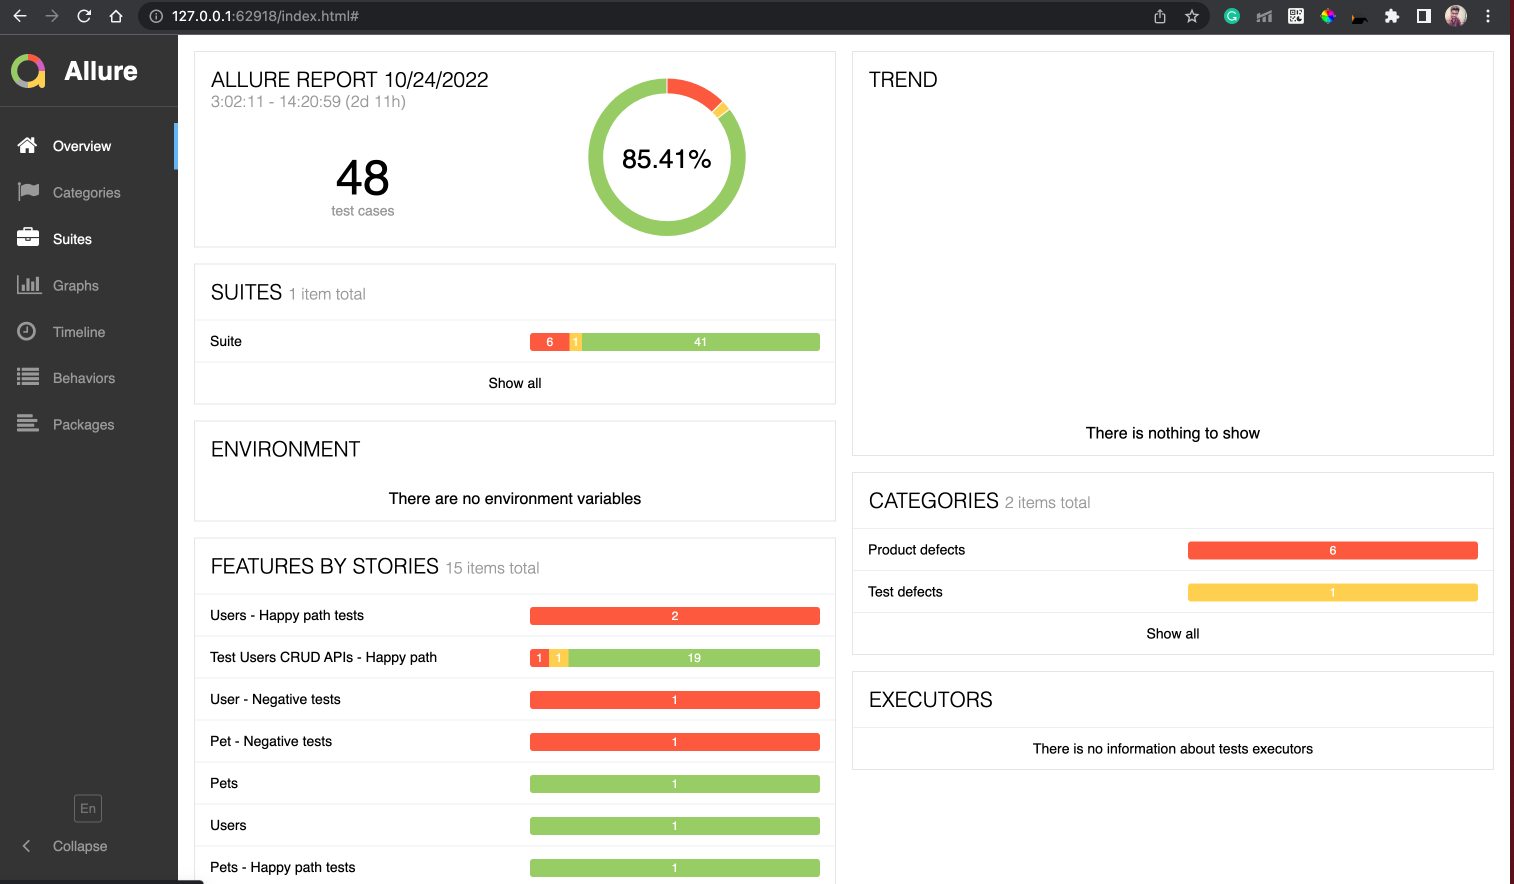 127.0.0.1:62918/index.html#
Allure
Overview
Categories
Suites
Graphs
Timeline
Behaviors
Packages
En
Collapse
ALLURE REPORT 10/24/2022
3:02:11 - 14:20:59 (2d 11h)
48
test cases
85.41%
SUITES 1 item total
Suite 6 1 41
Show all
ENVIRONMENT
There are no environment variables
FEATURES BY STORIES 15 items total
Users - Happy path tests 2
Test Users CRUD APIs - Happy path 1 1 19
User - Negative tests 1
Pet - Negative tests 1
Pets 1
Users 1
Pets - Happy path tests 1
TREND
There is nothing to show
CATEGORIES 2 items total
Product defects 6
Test defects 1
Show all
EXECUTORS
There is no information about tests executors